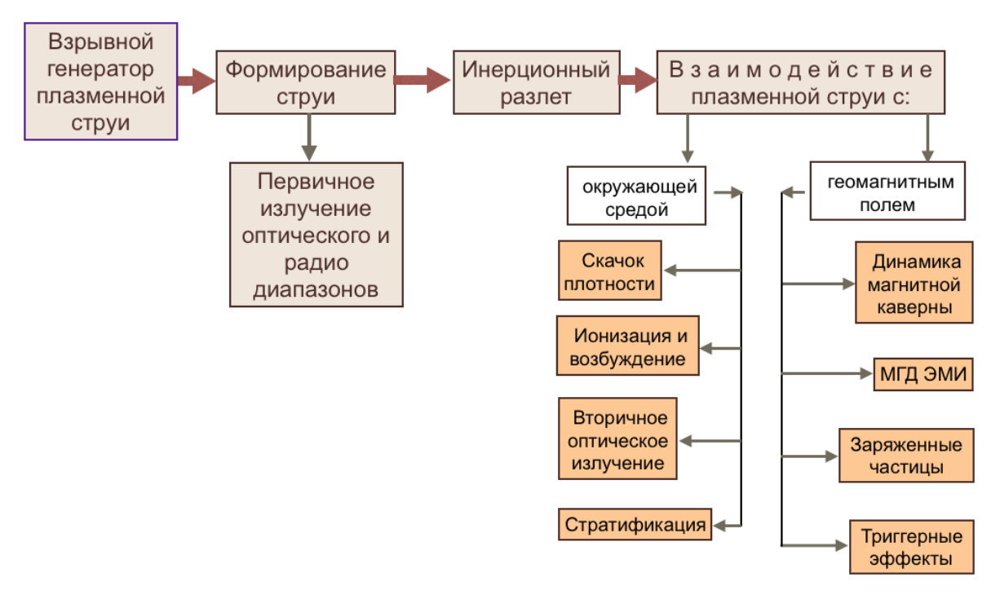 Взрывной
генератор
плазменной
струи
Формирование
струи
Инерционный
разлет
В з а и м о д е й с т в и е
плазменной струи с:
Первичное
излучение
оптического и
радио
диапазонов
окружающей
средой
геомагнитным
полем
Скачок
плотности
Ионизация и
возбуждение
Вторичное
оптическое
излучение
Стратификация
Динамика
магнитной
каверны
МГД ЭМИ
Заряженные
частицы
Триггерные
эффекты